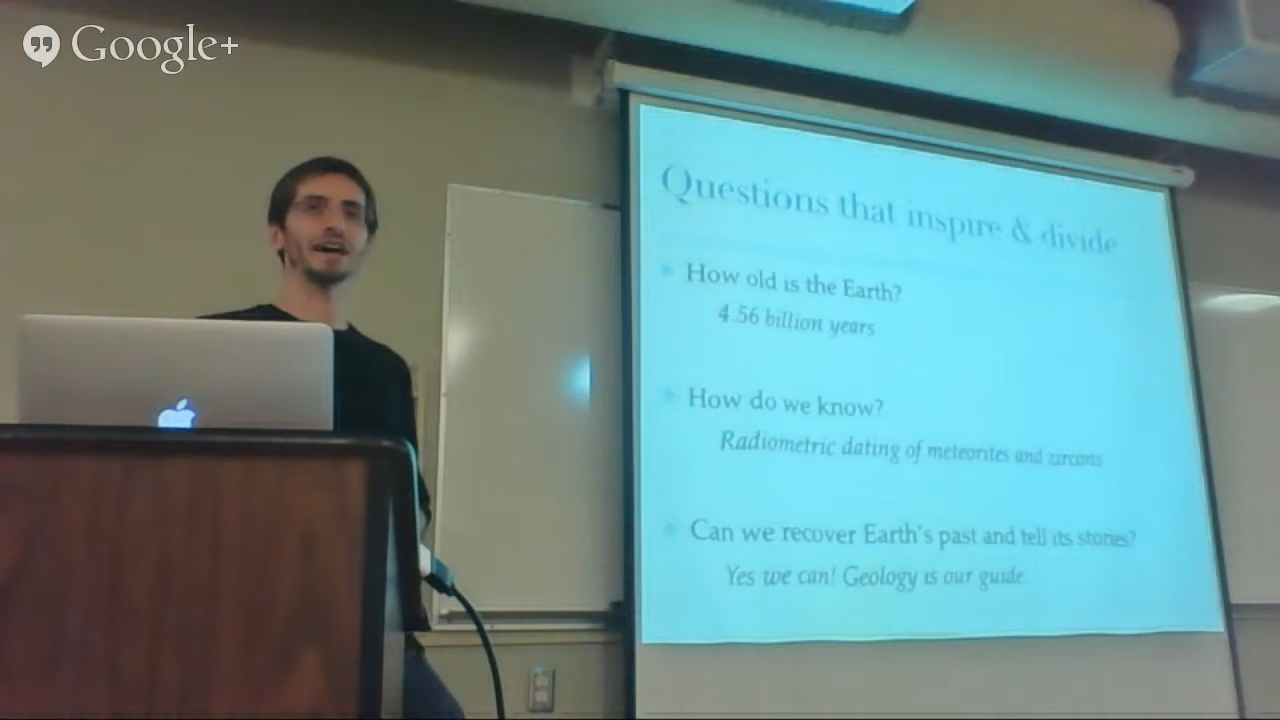 Google+
Questions that inspire & divide
How old is the Earth?
4.56 billion years
How do we know?
Radiometric dating of meteorites and zircons
Can we recover Earth's past and tell its stories?
Yes we can! Geology is our guide